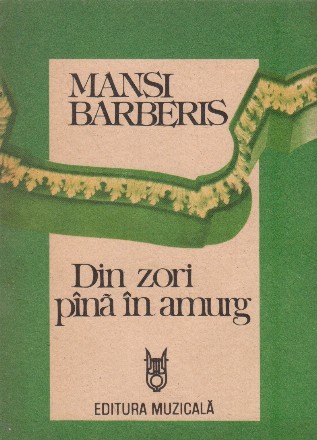 MANSI
BARBERIS
Din zori
pînă în amurg
EDITURA MUZICALĂ